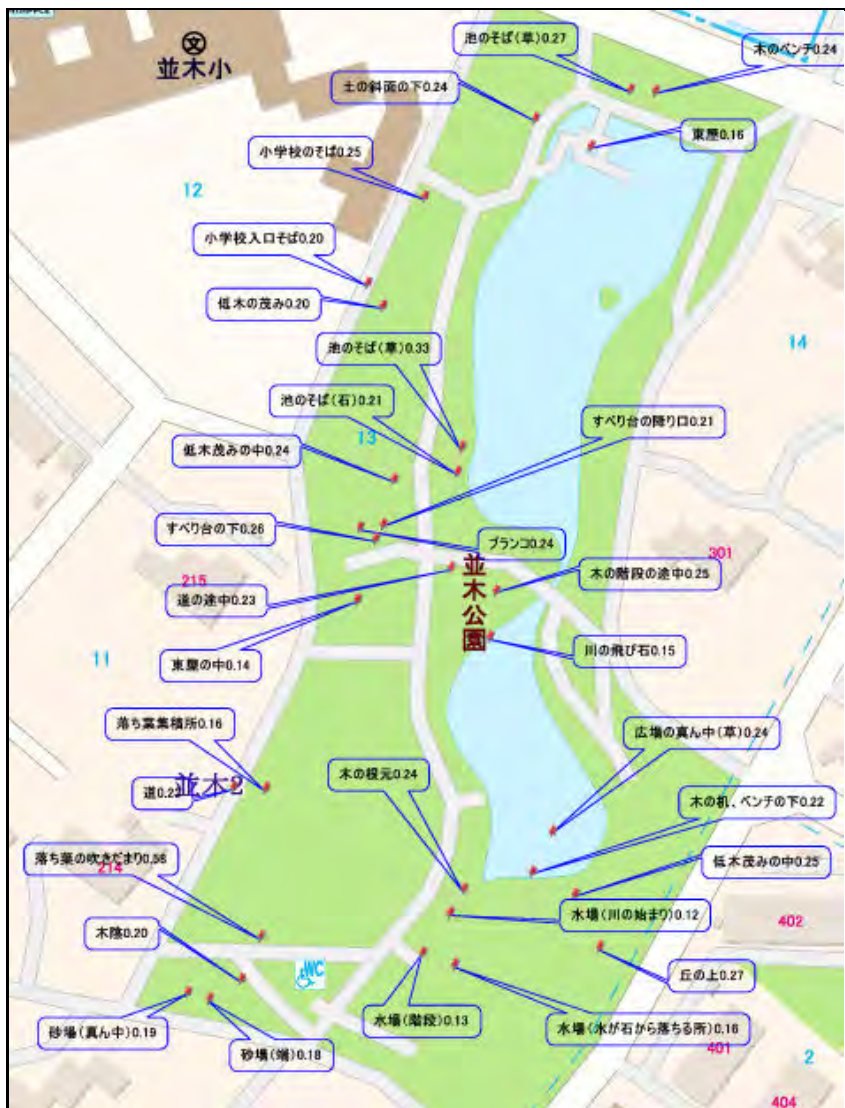 池のそば(草)0.27
木のベンチ0.24
並木小
土の斜面の下0.24
東屋0.16
小学校のそば0.25
12
小学校入口そば0.20
低木の茂み0.20
14
池のそば(草)0.33
池のそば(石)0.21
すべり台の降り口0.21
13
低木茂みの中0.24
すべり台の下0.26
ブランコ0.24
301
並木公園
木の階段の途中0.25
215
道の途中0.23
11
東屋の中0.14
川の飛び石0.15
落ち葉集積所0.16
広場の真ん中(草)0.24
木の根元0.24
道0.23
並木2
木の机、ベンチの下0.22
落ち葉の吹きだまり0.56
214
低木茂みの中0.25
水場(川の始まり)0.12
402
木陰0.20
WC
丘の上0.27
水場(階段)0.13
水場(水が石から落ちる所)0.16
砂場(真ん中)0.19
砂場(端)0.18
401
2
404